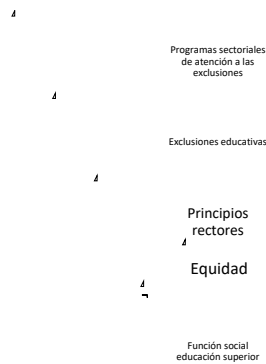 Programas sectoriales
de atención a las
exclusiones
Exclusiones educativas
Principios
rectores
Equidad
Función social
educación superior